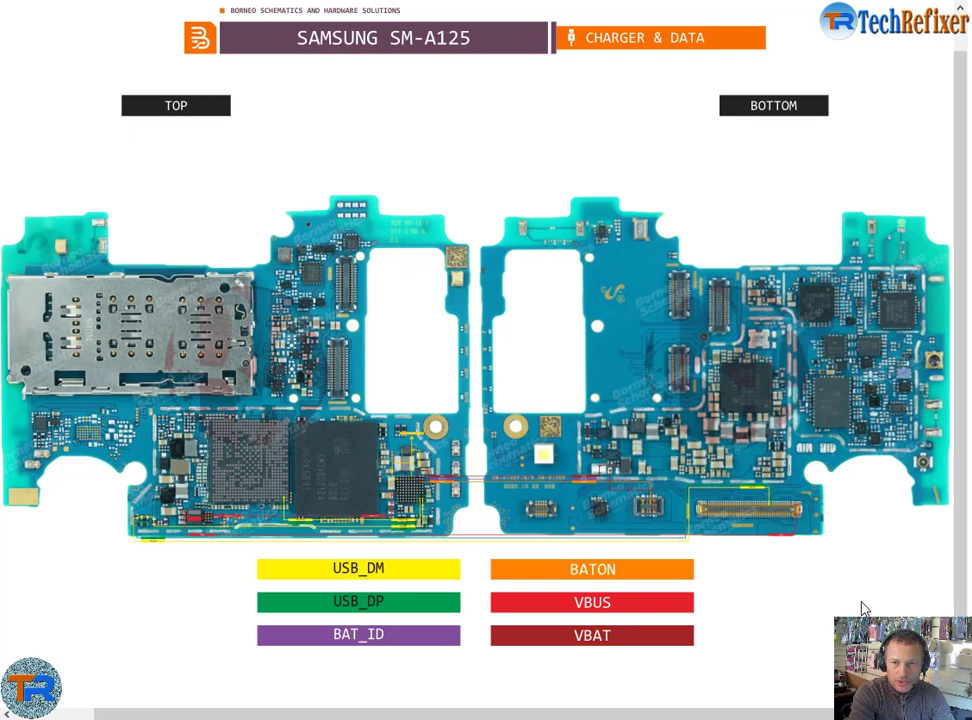 BORNEO SCHEMATICS AND HARDWARE SOLUTIONS
SAMSUNG SM-A125
CHARGER & DATA
TechRefixer
TR
TOP
BOTTOM
USB_DM
BATON
USB_DP
VBUS
BAT_ID
VBAT
TR